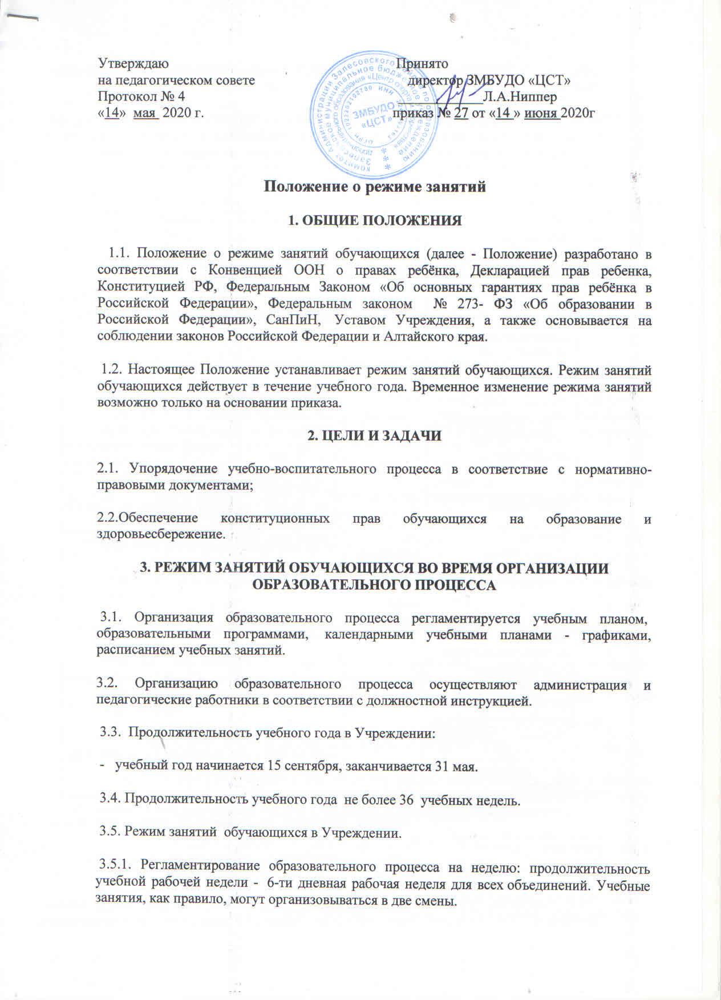 Утверждаю
на педагогическом совете
Протокол № 4
«14» мая 2020 г.
Принято
директор ЗМБУДО «ЦСТ»
Л.А.Ниппер
приказ № 27 от «14 » июня 2020г
ЗМБУДО
«ЦСТ»
Положение о режиме занятий
1. ОБЩИЕ ПОЛОЖЕНИЯ
1.1. Положение о режиме занятий обучающихся (далее - Положение) разработано в
соответствии с Конвенцией ООН о правах ребёнка, Декларацией прав ребенка,
Конституцией РФ, Федеральным Законом «Об основных гарантиях прав ребёнка в
Российской Федерации», Федеральным законом № 273- ФЗ «Об образовании в
Российской Федерации», СанПиН, Уставом Учреждения, а также основывается на
соблюдении законов Российской Федерации и Алтайского края.
1.2. Настоящее Положение устанавливает режим занятий обучающихся. Режим занятий
обучающихся действует в течение учебного года. Временное изменение режима занятий
возможно только на основании приказа.
2. ЦЕЛИ И ЗАДАЧИ
2.1. Упорядочение учебно-воспитательного процесса в соответствие с нормативно-
правовыми документами;
2.2.Обеспечение конституционных прав обучающихся на образование и
здоровьесбережение.
3. РЕЖИМ ЗАНЯТИЙ ОБУЧАЮЩИХСЯ ВО ВРЕМЯ ОРГАНИЗАЦИИ
ОБРАЗОВАТЕЛЬНОГО ПРОЦЕССА
3.1. Организация образовательного процесса регламентируется учебным планом,
образовательными программами, календарными учебными планами - графиками,
расписанием учебных занятий.
3.2. Организацию образовательного процесса осуществляют администрация и
педагогические работники в соответствии с должностной инструкцией.
3.3. Продолжительность учебного года в Учреждении:
- учебный год начинается 15 сентября, заканчивается 31 мая.
3.4. Продолжительность учебного года не более 36 учебных недель.
3.5. Режим занятий обучающихся в Учреждении.
3.5.1. Регламентирование образовательного процесса на неделю: продолжительность
учебной рабочей недели - 6-ти дневная рабочая неделя для всех объединений. Учебные
занятия, как правило, могут организовываться в две смены.